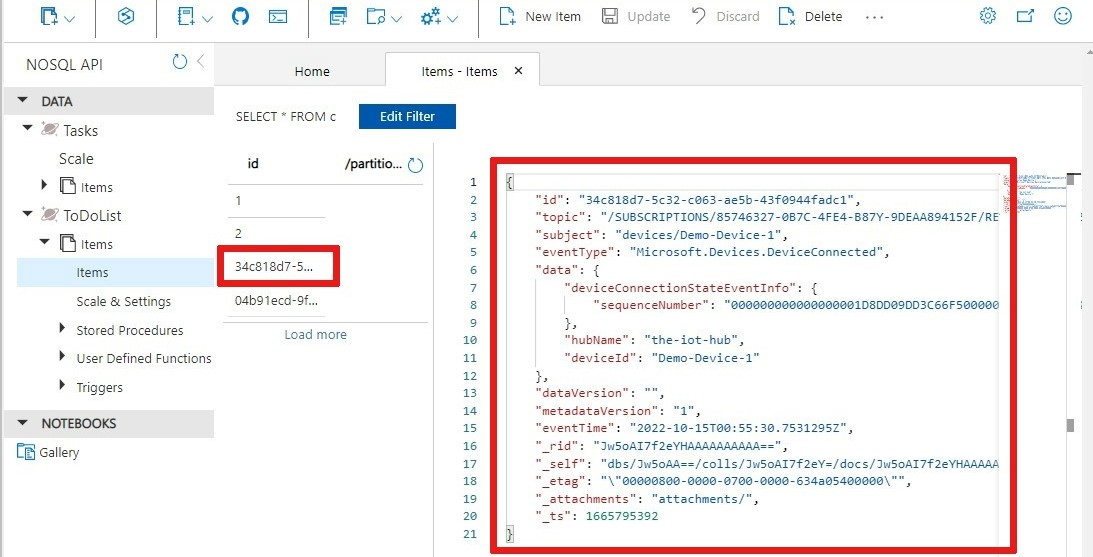 New Item
Update
Discard
Delete
...
NOSQL API
Home
Items - Items
DATA
SELECT * FROM c
Edit Filter
Tasks
Scale
Items
ToDoList
Items
Items
Scale & Settings
Stored Procedures
User Defined Functions
Triggers
NOTEBOOKS
Gallery
id
/partitio...
1
2
34c818d7-5...
04b91ecd-9f...
Load more
1 {
2 "id": "34c818d7-5c32-c063-ae5b-43f0944fadc1",
3 "topic": "/SUBSCRIPTIONS/85746327-0B7C-4FE4-B87Y-9DEAA894152F/RE
4 "subject": "devices/Demo-Device-1",
5 "eventType": "Microsoft.Devices.DeviceConnected",
6 "data": {
7 "deviceConnectionStateEventInfo": {
8 "sequenceNumber": "000000000000000001D8DD09DD3C66F500000
9 },
10 "hubName": "the-iot-hub",
11 "deviceId": "Demo-Device-1"
12 },
13 "dataVersion": "",
14 "metadataVersion": "1",
15 "eventTime": "2022-10-15T00:55:30.7531295Z",
16 "_rid": "Jw5oAI7f2eYHAAAAAAAAAA==",
17 "_self": "dbs/Jw5oAA==/colls/Jw5oAI7f2eY=/docs/Jw5oAI7f2eYHAAAAA
18 "_etag": "\"00000800-0000-0700-0000-634a05400000\"",
19 "_attachments": "attachments/",
20 "_ts": 1665795392
21 }